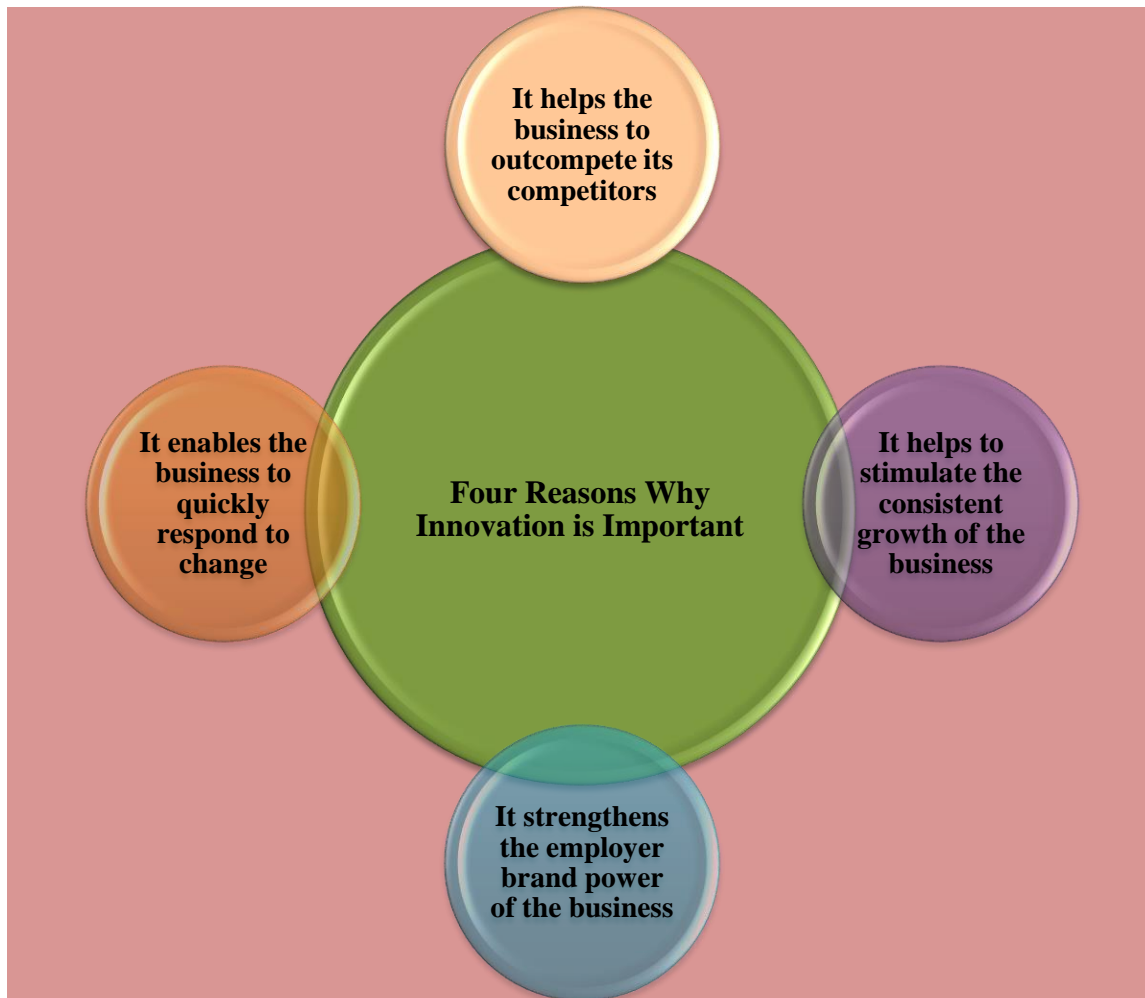 It helps the
business to
outcompete its
competitors
It enables the
business to
quickly
respond to
change
Four Reasons Why
Innovation is Important
It helps to
stimulate the
consistent
growth of the
business
It strengthens
the employer
brand power
of the business